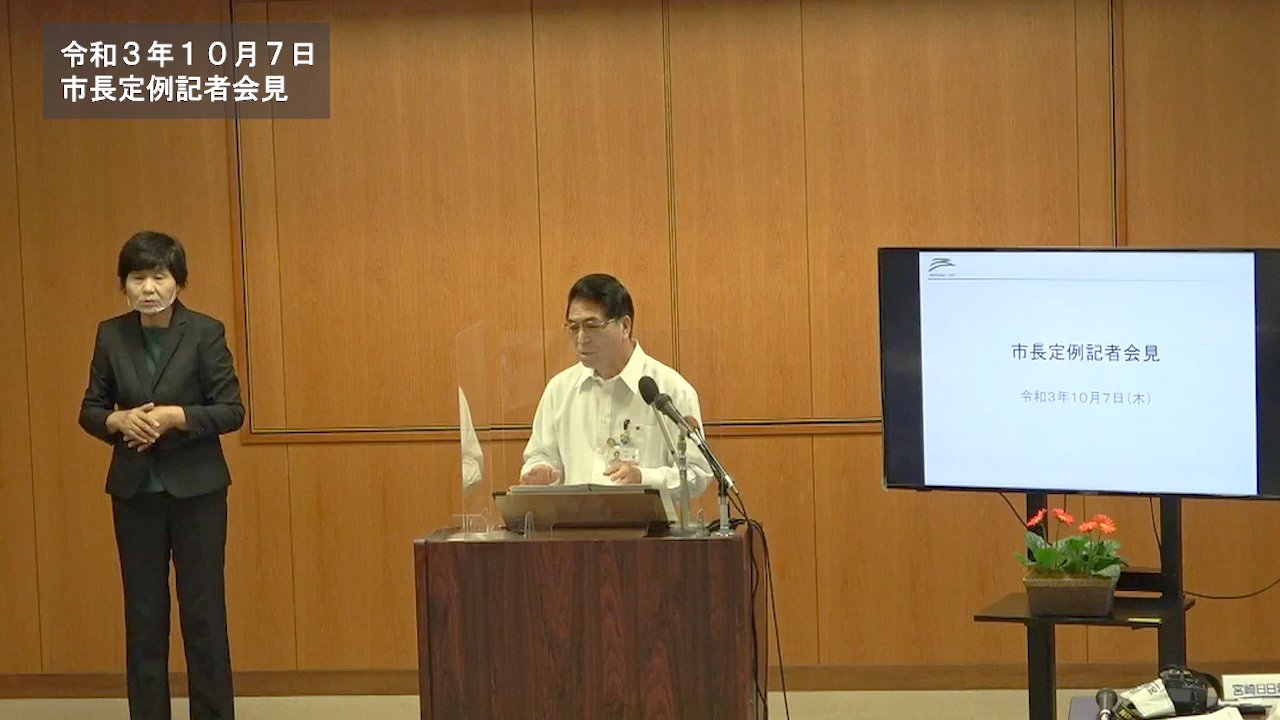 令和３年１０月７日
市長定例記者会見
市長定例記者会見
令和3年10月7日(木)
宮崎日日